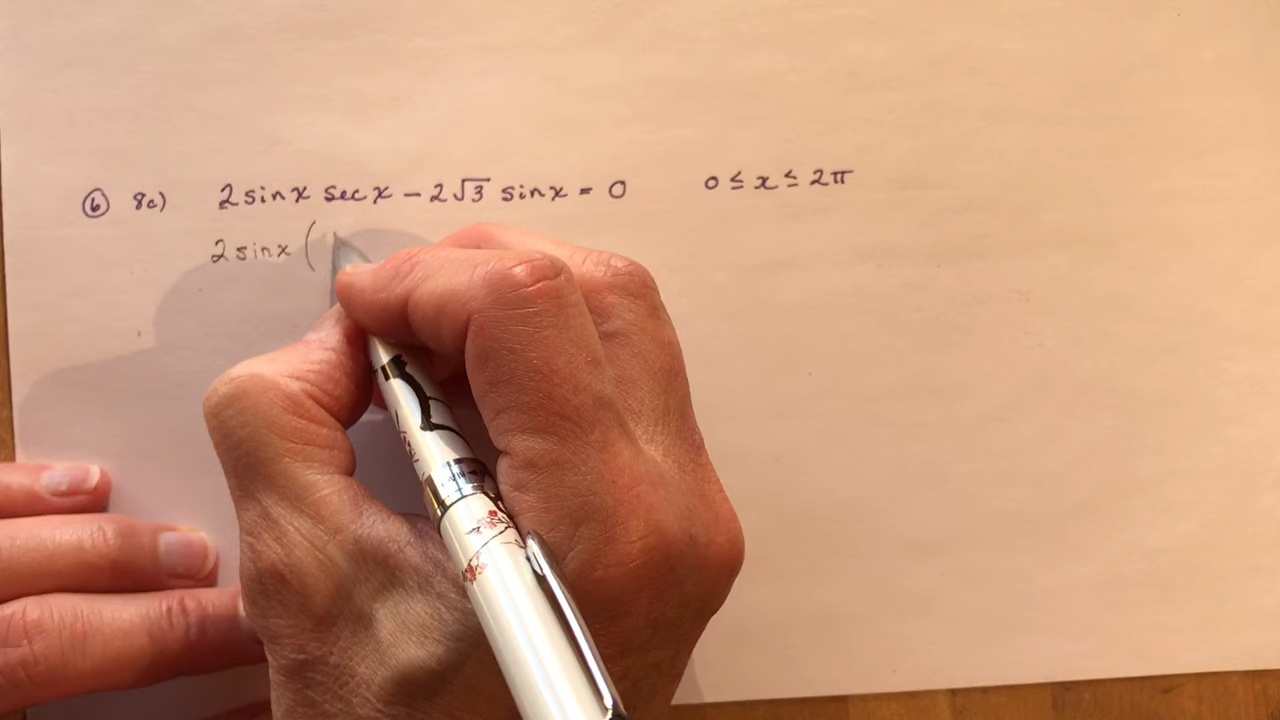 ⑥ 8c) 2 sin x sec x - 2√3 sin x = 0 0 ≤ x ≤ 2π
2 sin x (